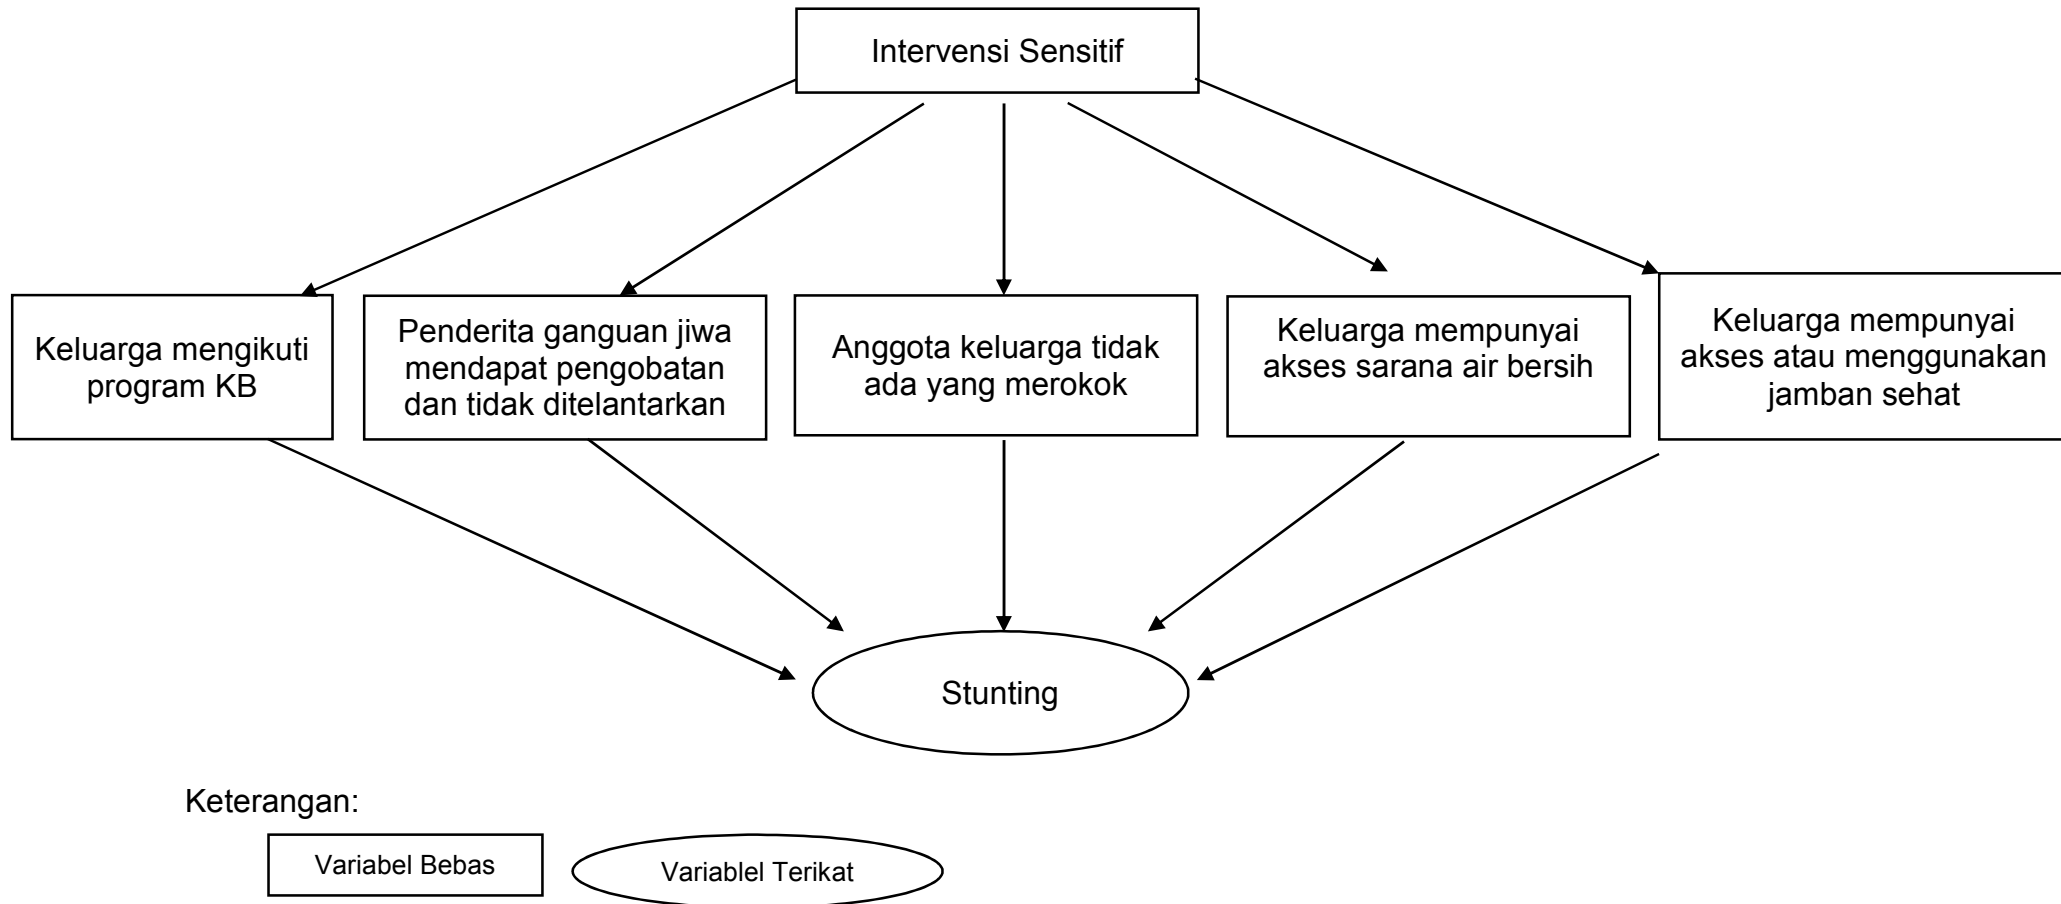 Intervensi Sensitif
Keluarga mengikuti
program KB
Penderita ganguan jiwa
mendapat pengobatan
dan tidak ditelantarkan
Anggota keluarga tidak
ada yang merokok
Keluarga mempunyai
akses sarana air bersih
Keluarga mempunyai
akses atau menggunakan
jamban sehat
Stunting
Keterangan:
Variabel Bebas
Variablel Terikat